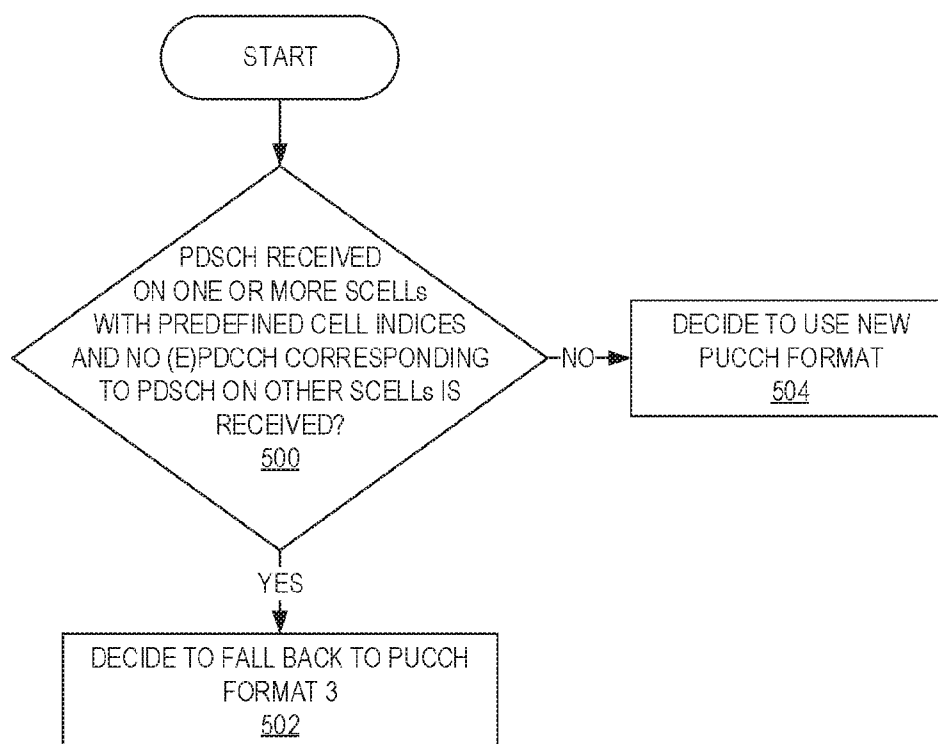 START
PDSCH RECEIVED
ON ONE OR MORE SCELLs
WITH PREDEFINED CELL INDICES
AND NO (E)PDCCH CORRESPONDING
TO PDSCH ON OTHER SCELLs IS
RECEIVED?
500
NO
DECIDE TO USE NEW
PUCCH FORMAT
504
YES
DECIDE TO FALL BACK TO PUCCH
FORMAT 3
502